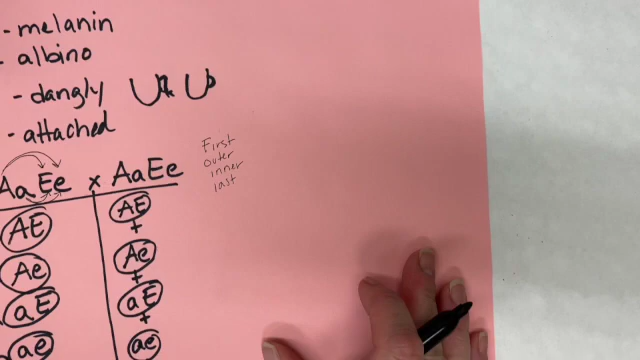 - melanin
- albino
- dangly
- attached
First
outer
inner
last
AaEe x AaEe
AE AE
+
Ae Ae
+
aE aE
+
ae ae